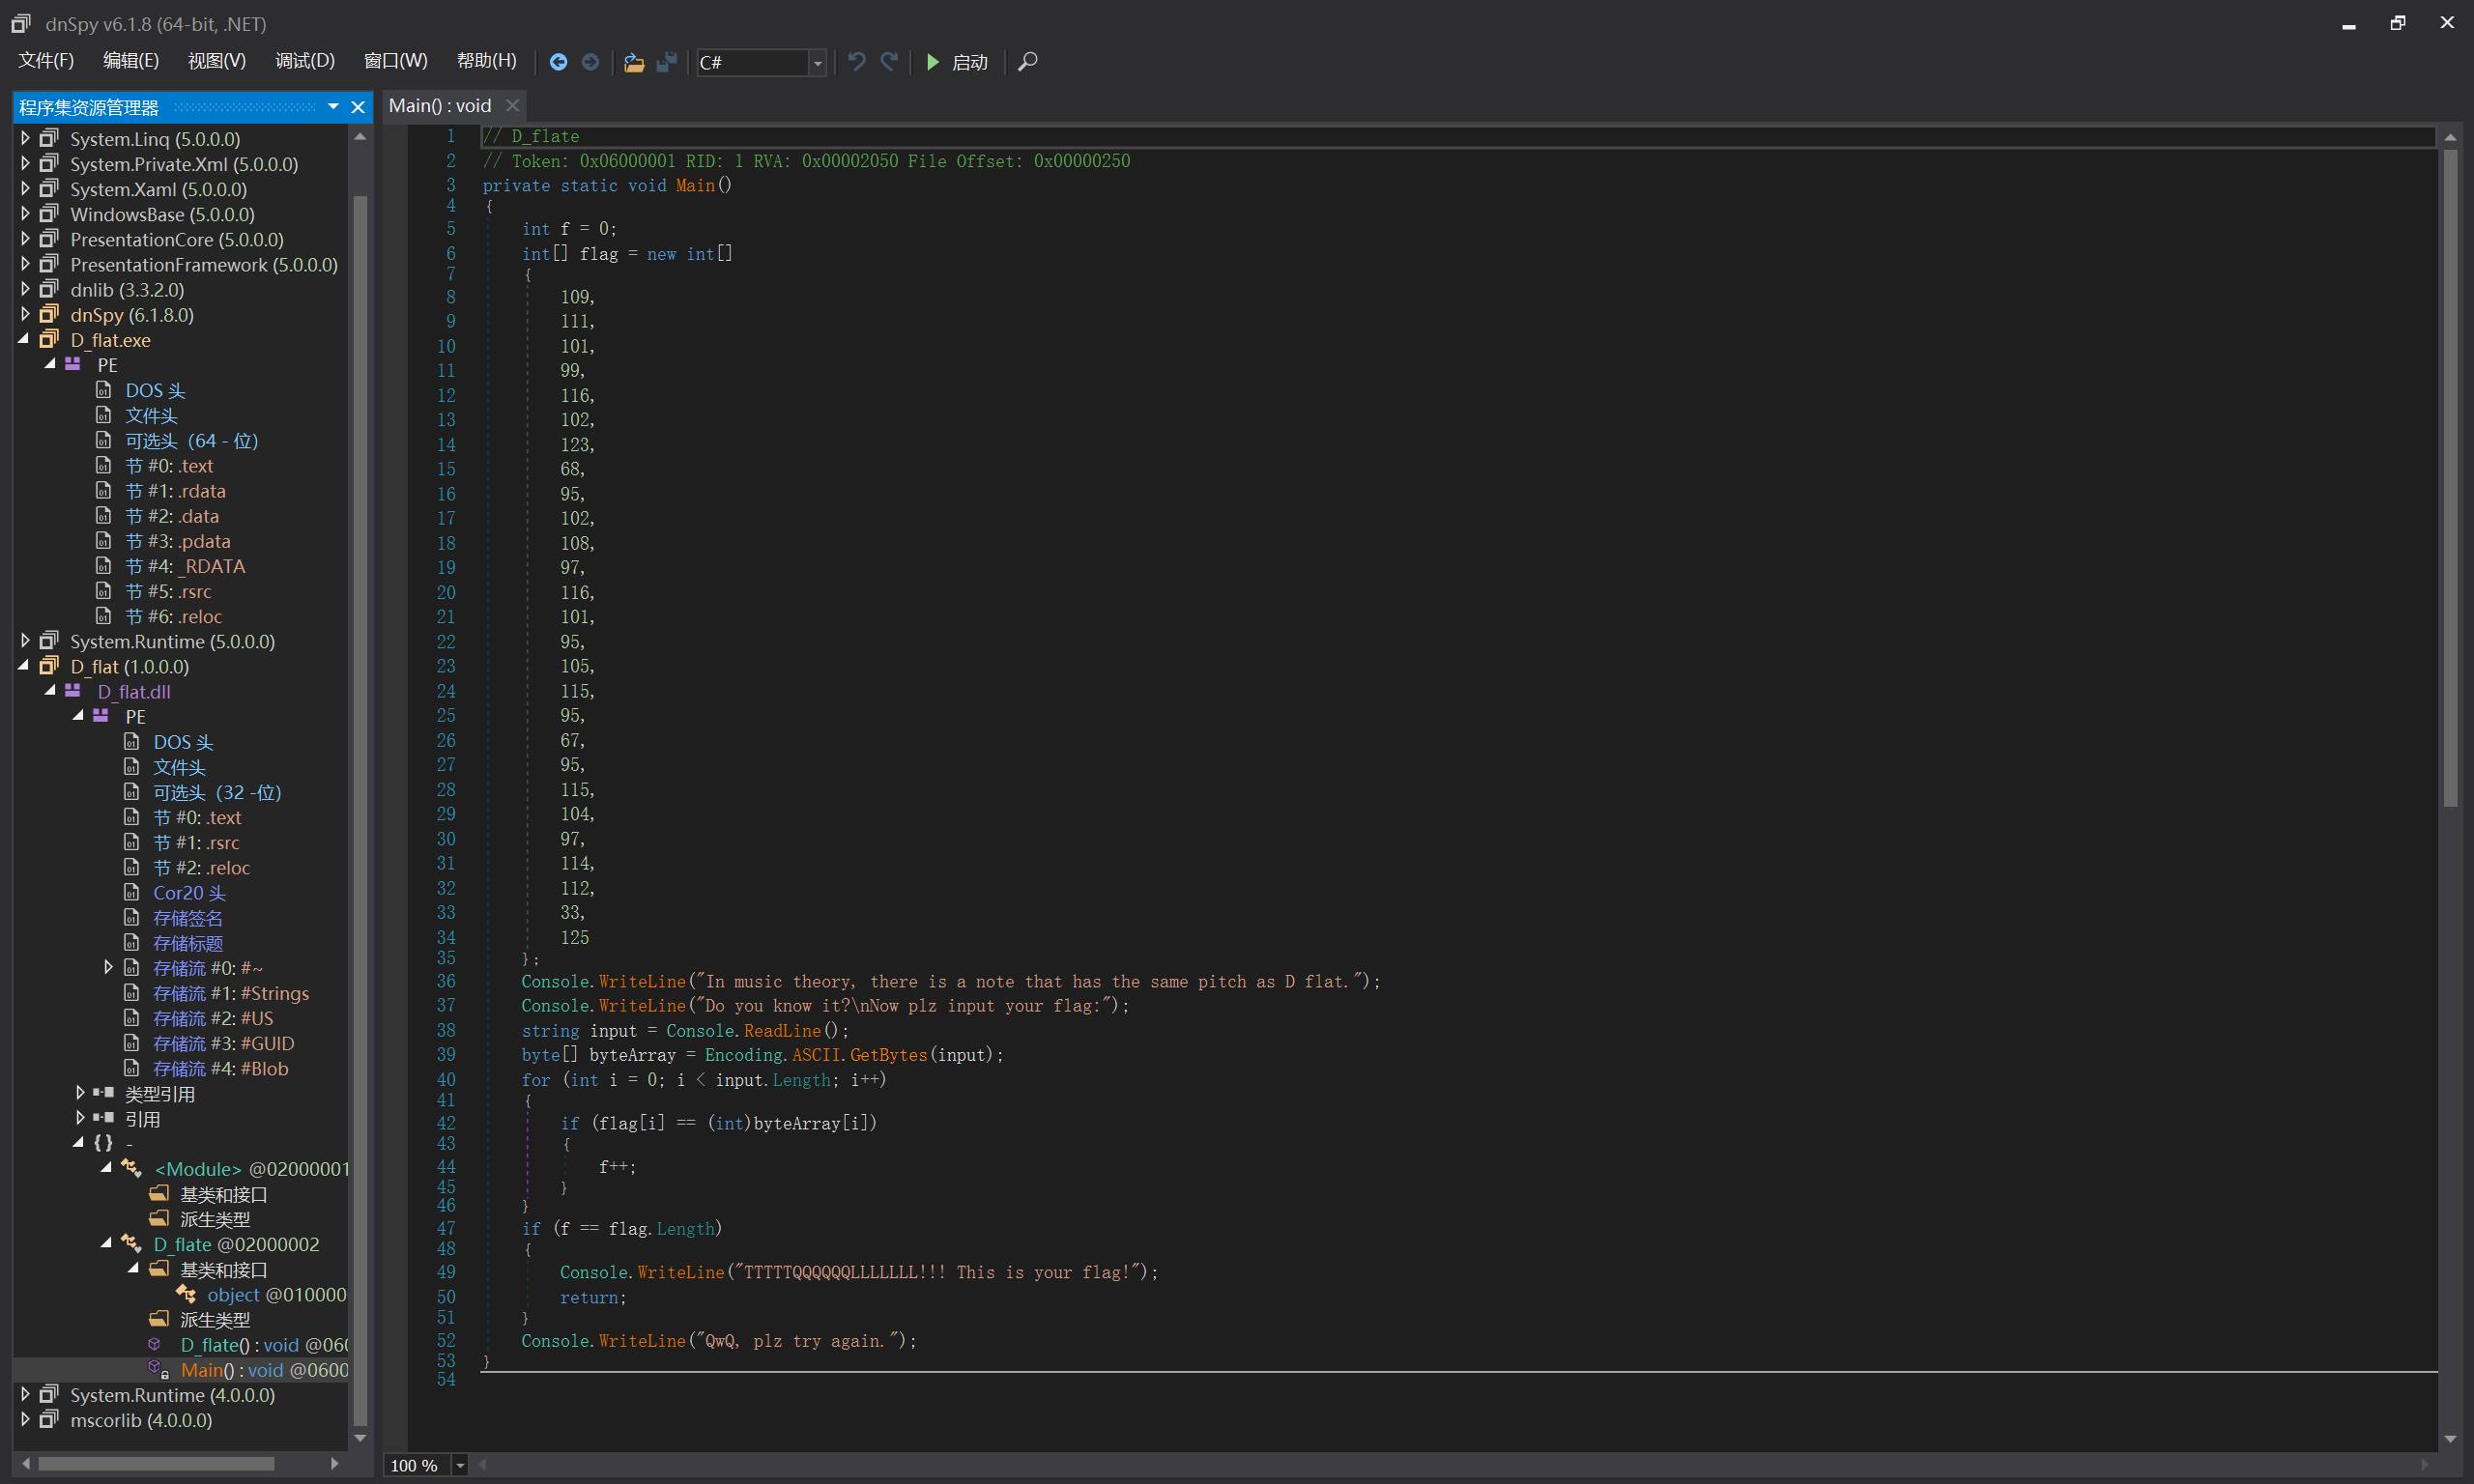 dnSpy v6.1.8 (64-bit, .NET)
文件(F) 编辑(E) 视图(V) 调试(D) 窗口(W) 帮助(H) C# 启动
程序集资源管理器
System.Linq (5.0.0.0)
System.Private.Xml (5.0.0.0)
System.Xaml (5.0.0.0)
WindowsBase (5.0.0.0)
PresentationCore (5.0.0.0)
PresentationFramework (5.0.0.0)
dnlib (3.3.2.0)
dnSpy (6.1.8.0)
D_flat.exe
PE
DOS 头
文件头
可选头（64 - 位）
节 #0: .text
节 #1: .rdata
节 #2: .data
节 #3: .pdata
节 #4: _RDATA
节 #5: .rsrc
节 #6: .reloc
System.Runtime (5.0.0.0)
D_flat (1.0.0.0)
D_flat.dll
PE
DOS 头
文件头
可选头（32 -位）
节 #0: .text
节 #1: .rsrc
节 #2: .reloc
Cor20 头
存储签名
存储标题
存储流 #0: #~
存储流 #1: #Strings
存储流 #2: #US
存储流 #3: #GUID
存储流 #4: #Blob
类型引用
引用
{ } -
<Module> @02000001
基类和接口
派生类型
D_flate @02000002
基类和接口
object @010000
派生类型
D_flate() : void @060
Main() : void @0600
System.Runtime (4.0.0.0)
mscorlib (4.0.0.0)
Main() : void
1 // D_flate
2 // Token: 0x06000001 RID: 1 RVA: 0x00002050 File Offset: 0x00000250
3 private static void Main()
4 {
5 int f = 0;
6 int[] flag = new int[]
7 {
8 109,
9 111,
10 101,
11 99,
12 116,
13 102,
14 123,
15 68,
16 95,
17 102,
18 108,
19 97,
20 116,
21 101,
22 95,
23 105,
24 115,
25 95,
26 67,
27 95,
28 115,
29 104,
30 97,
31 114,
32 112,
33 33,
34 125
35 };
36 Console.WriteLine("In music theory, there is a note that has the same pitch as D flat.");
37 Console.WriteLine("Do you know it?\nNow plz input your flag:");
38 string input = Console.ReadLine();
39 byte[] byteArray = Encoding.ASCII.GetBytes(input);
40 for (int i = 0; i < input.Length; i++)
41 {
42 if (flag[i] == (int)byteArray[i])
43 {
44 f++;
45 }
46 }
47 if (f == flag.Length)
48 {
49 Console.WriteLine("TTTTTQQQQQQLLLLLLL!!! This is your flag!");
50 return;
51 }
52 Console.WriteLine("QwQ, plz try again.");
53 }
54
100 %